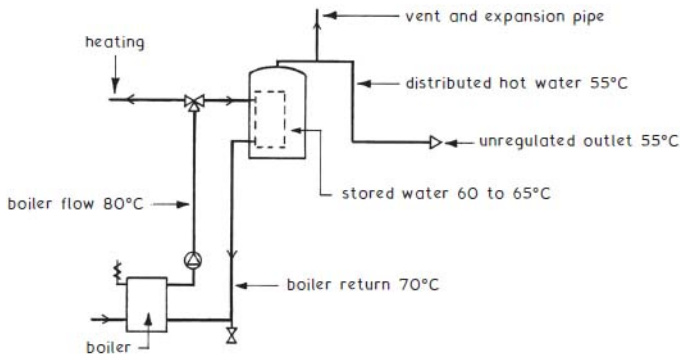 vent and expansion pipe
heating
distributed hot water 55°C
unregulated outlet 55°C
stored water 60 to 65°C
boiler flow 80°C
boiler return 70°C
boiler